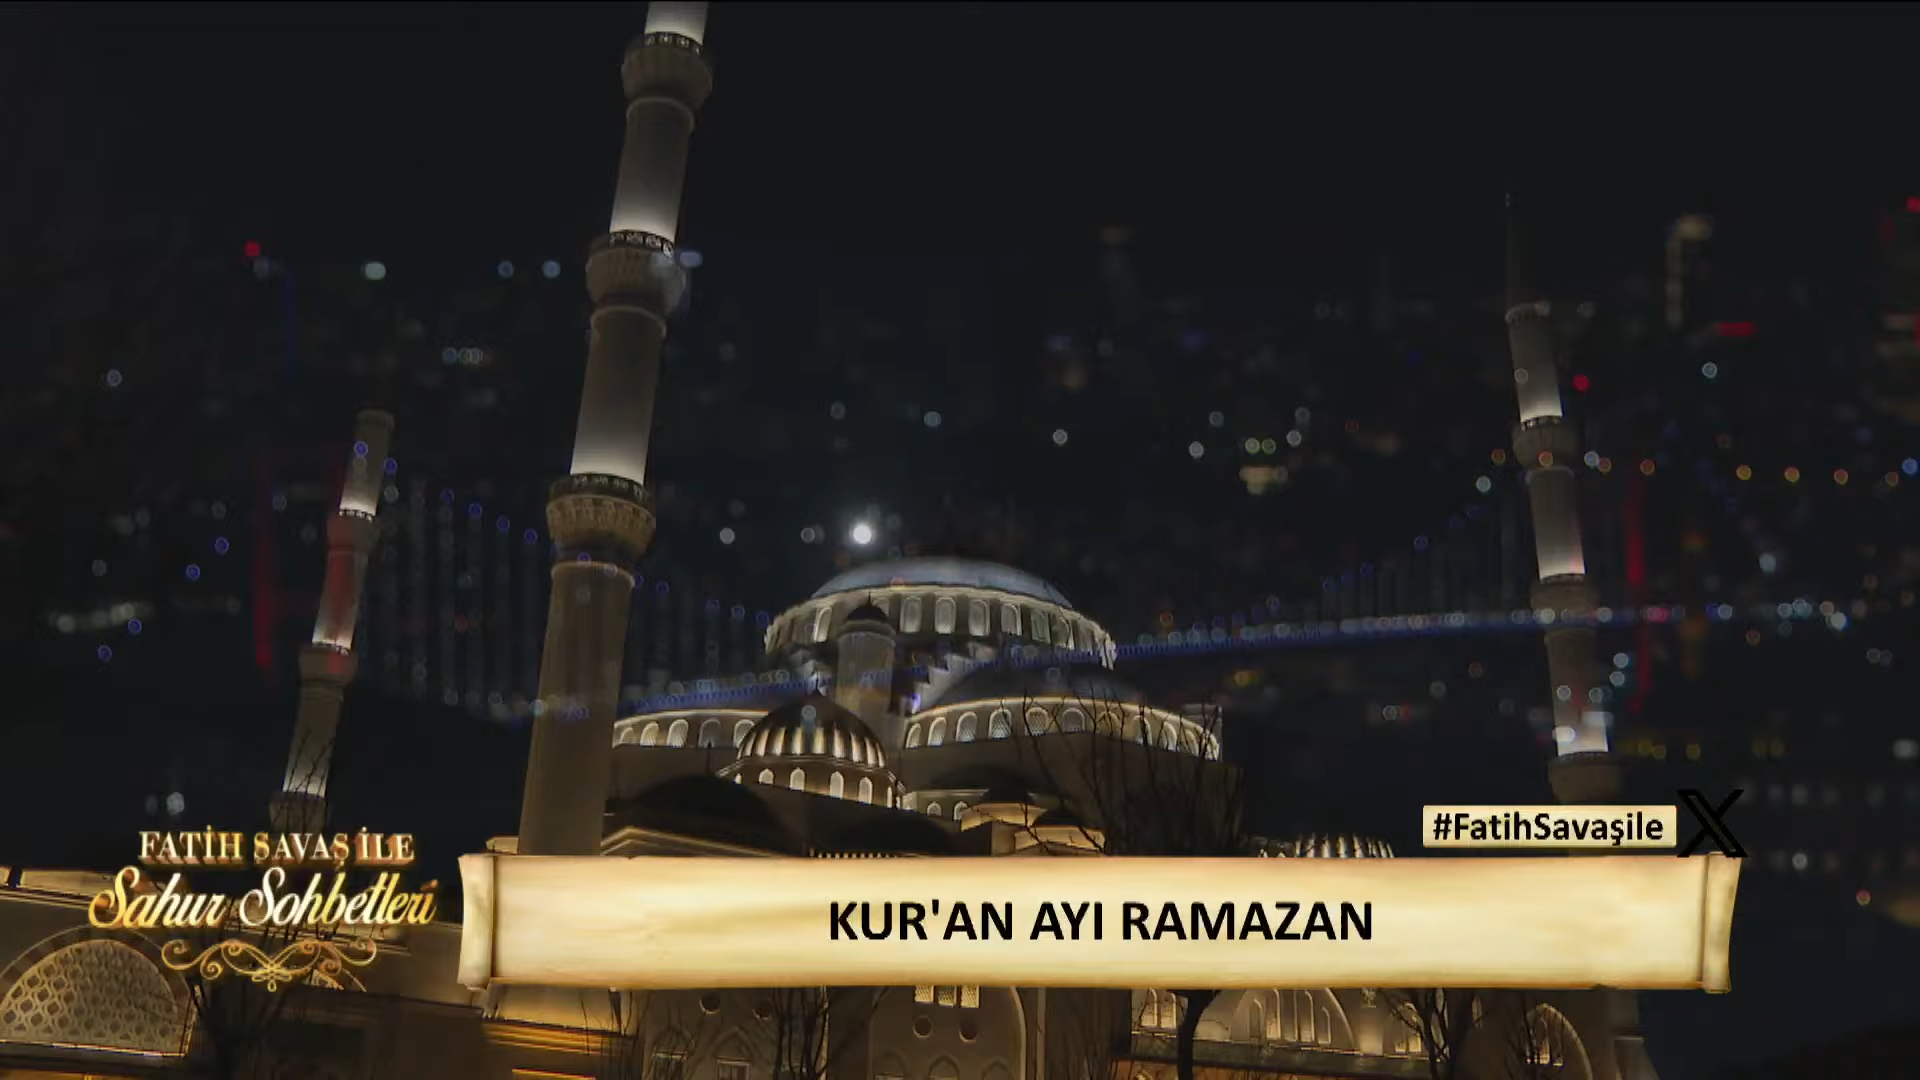 #FatihSavaşile
FATİH SAVAŞ İLE
Sahur Sohbetleri
KUR'AN AYI RAMAZAN